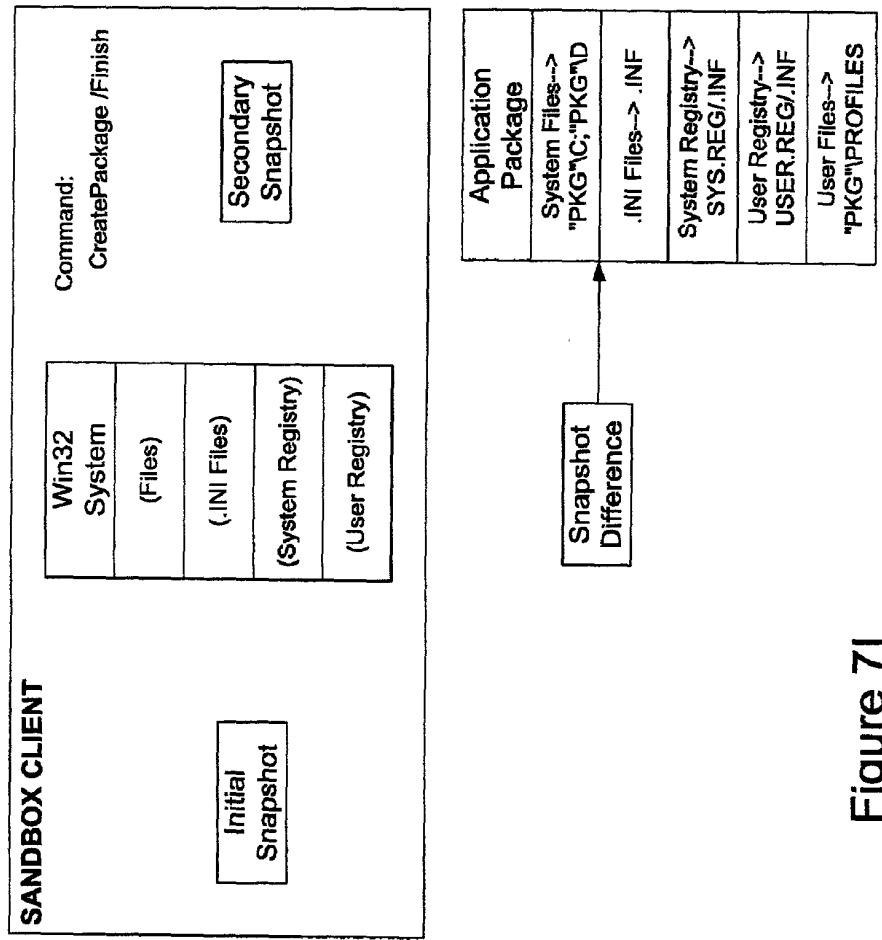 SANDBOX CLIENT
Initial
Snapshot
Win32
System
(Files)
(.INI Files)
(System Registry)
(User Registry)
Command:
CreatePackage /Finish
Secondary
Snapshot
Snapshot
Difference
Application
Package
System Files-->
"PKG"\C;"PKG"\D
.INI Files--> .INF
System Registry-->
SYS.REG/.INF
User Registry-->
USER.REG/.INF
User Files-->
"PKG"\PROFILES
Figure 7I